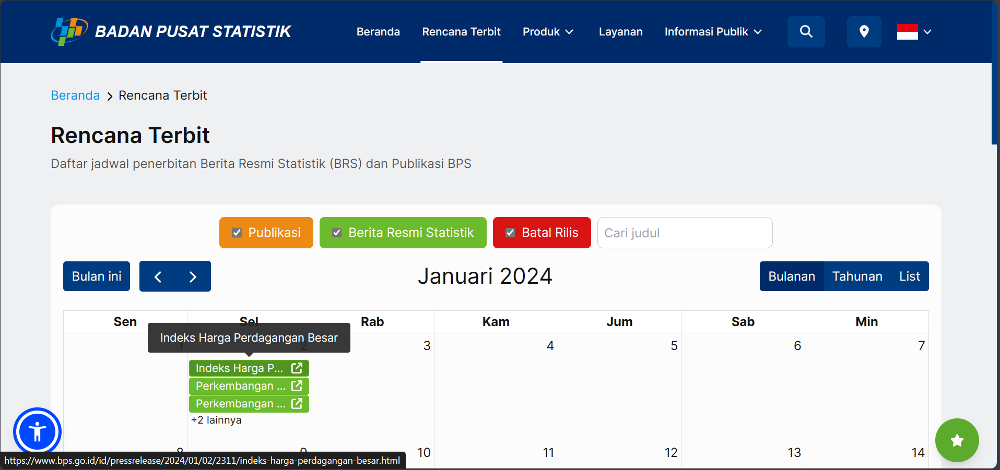 BADAN PUSAT STATISTIK
Beranda
Rencana Terbit
Produk
Layanan
Informasi Publik
Beranda > Rencana Terbit
Rencana Terbit
Daftar jadwal penerbitan Berita Resmi Statistik (BRS) dan Publikasi BPS
Publikasi
Berita Resmi Statistik
Batal Rilis
Cari judul
Bulan ini
Januari 2024
Bulanan
Tahunan
List
Sen
Sel
Rab
Kam
Jum
Sab
Min
Indeks Harga Perdagangan Besar
1
2
3
4
5
6
7
Indeks Harga P...
Perkembangan ...
Perkembangan ...
+2 lainnya
8
9
10
11
12
13
14
https://www.bps.go.id/id/pressrelease/2024/01/02/2311/indeks-harga-perdagangan-besar.html